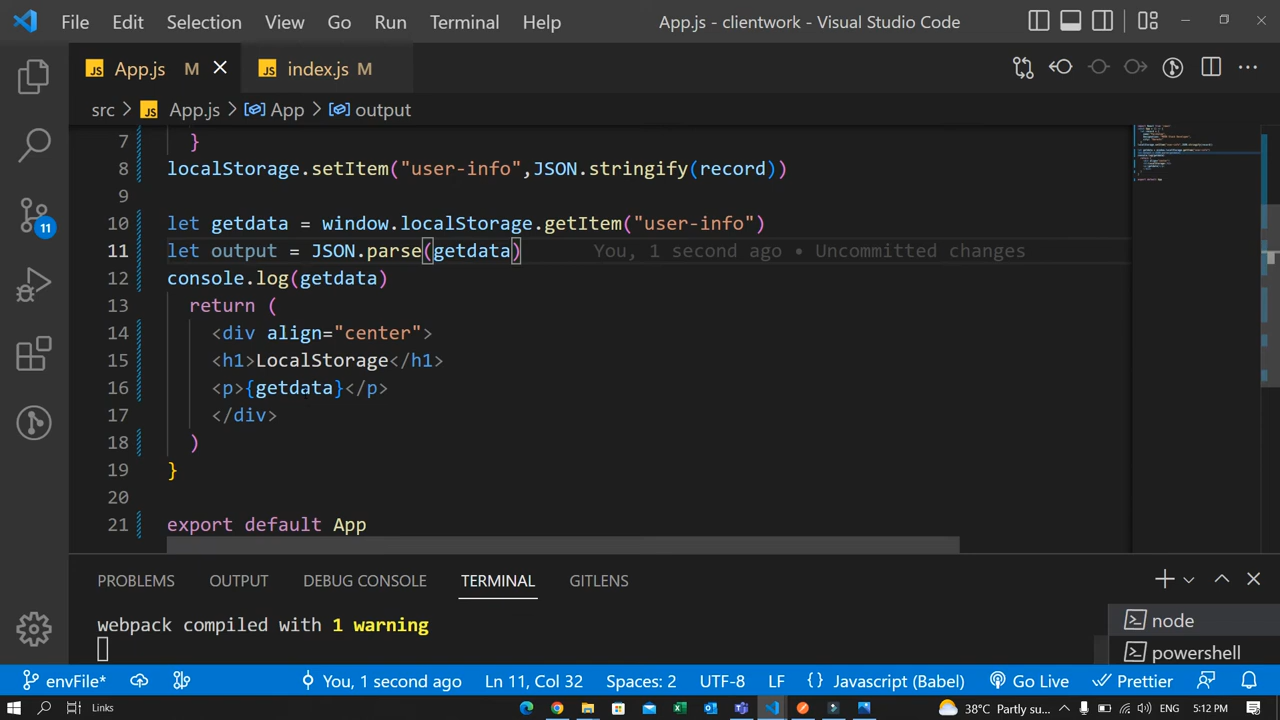 File Edit Selection View Go Run Terminal Help App.js - clientwork - Visual Studio Code
JS App.js M JS index.js M
src > JS App.js > App > output
7 }
8 localStorage.setItem("user-info",JSON.stringify(record))
9
10 let getdata = window.localStorage.getItem("user-info")
11 let output = JSON.parse(getdata) You, 1 second ago • Uncommitted changes
12 console.log(getdata)
13 return (
14 <div align="center">
15 <h1>LocalStorage</h1>
16 <p>{getdata}</p>
17 </div>
18 )
19 }
20
21 export default App
11
PROBLEMS OUTPUT DEBUG CONSOLE TERMINAL GITLENS
webpack compiled with 1 warning
node
powershell
envFile* You, 1 second ago Ln 11, Col 32 Spaces: 2 UTF-8 LF {} Javascript (Babel) Go Live Prettier
Links 38°C Partly su... ENG 5:12 PM